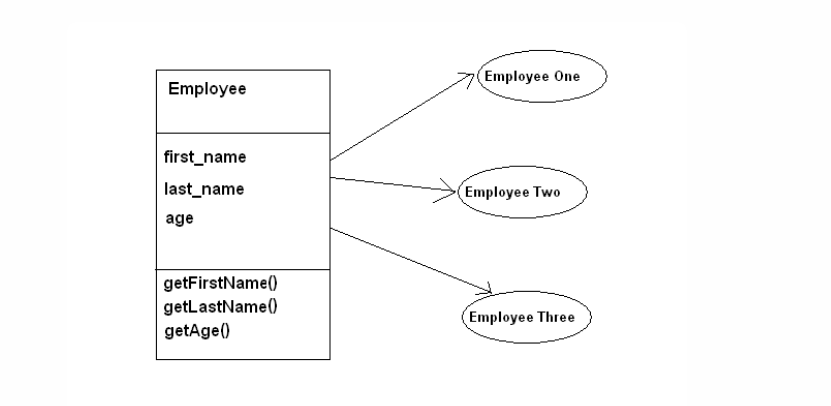 Employee
first_name
last_name
age
getFirstName()
getLastName()
getAge()
Employee One
Employee Two
Employee Three